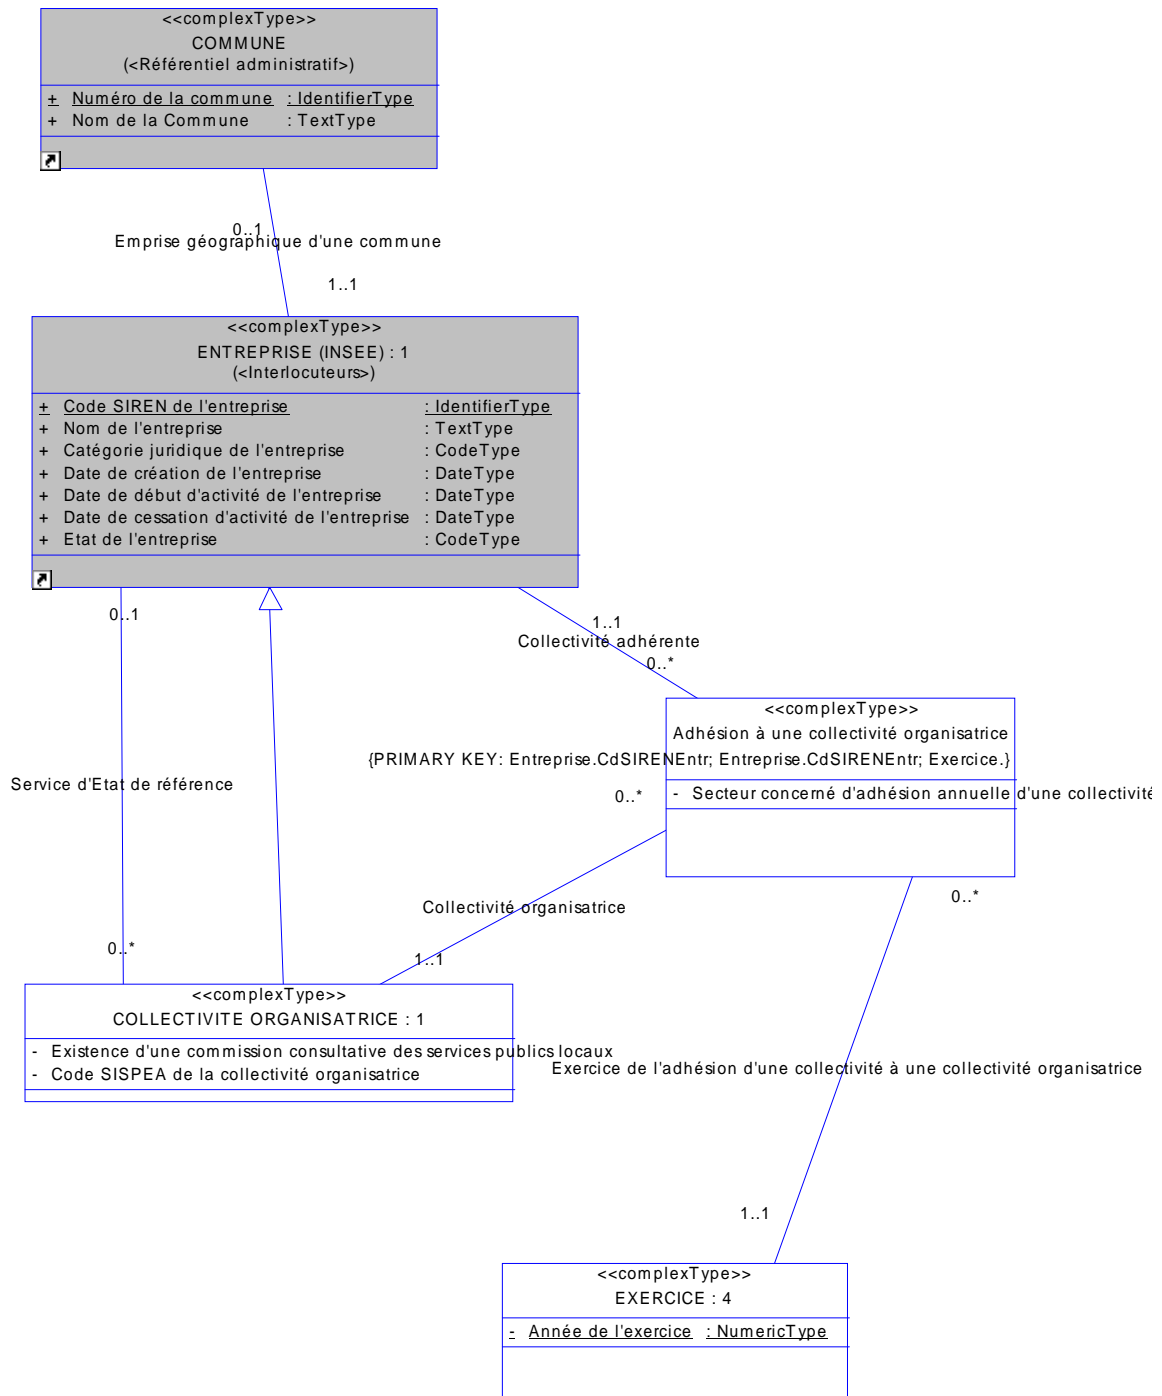 <<complexType>>
COMMUNE
(<Référentiel administratif>)
+ Numéro de la commune : IdentifierType
+ Nom de la Commune : TextType
0..1
Emprise géographique d'une commune
1..1
<<complexType>>
ENTREPRISE (INSEE) : 1
(<Interlocuteurs>)
+ Code SIREN de l'entreprise : IdentifierType
+ Nom de l'entreprise : TextType
+ Catégorie juridique de l'entreprise : CodeType
+ Date de création de l'entreprise : DateType
+ Date de début d'activité de l'entreprise : DateType
+ Date de cessation d'activité de l'entreprise : DateType
+ Etat de l'entreprise : CodeType
0..1
1..1
Collectivité adhérente
0..*
<<complexType>>
Adhésion à une collectivité organisatrice
{PRIMARY KEY: Entreprise.CdSIRENEntr; Entreprise.CdSIRENEntr; Exercice.}
- Secteur concerné d'adhésion annuelle d'une collectivité
Service d'Etat de référence
0..*
0..*
Collectivité organisatrice
0..*
1..1
<<complexType>>
COLLECTIVITE ORGANISATRICE : 1
- Existence d'une commission consultative des services publics locaux
- Code SISPEA de la collectivité organisatrice
Exercice de l'adhésion d'une collectivité à une collectivité organisatrice
1..1
<<complexType>>
EXERCICE : 4
- Année de l'exercice : NumericType